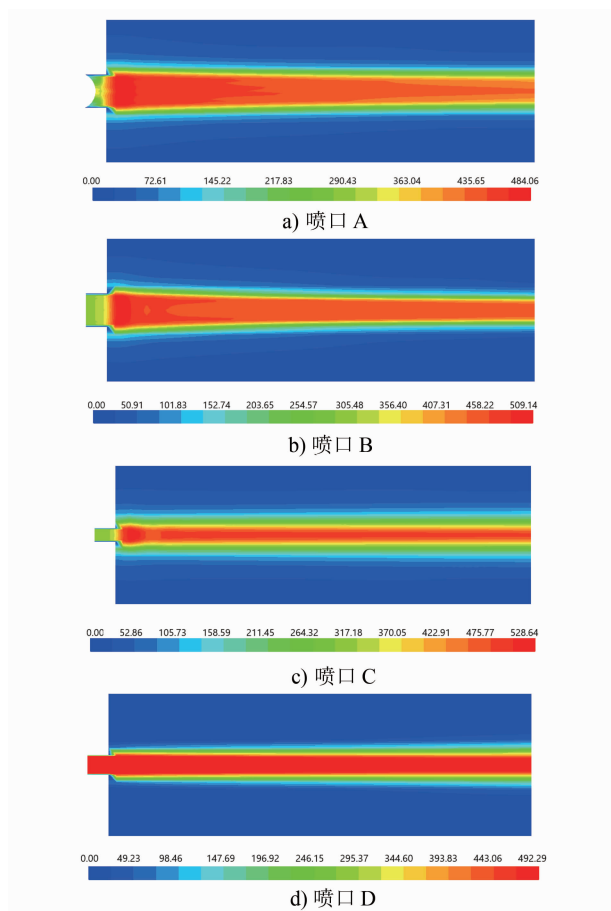 0.00 72.61 145.22 217.83 290.43 363.04 435.65 484.06
a) 喷口 A
0.00 50.91 101.83 152.74 203.65 254.57 305.48 356.40 407.31 458.22 509.14
b) 喷口 B
0.00 52.86 105.73 158.59 211.45 264.32 317.18 370.05 422.91 475.77 528.64
c) 喷口 C
0.00 49.23 98.46 147.69 196.92 246.15 295.37 344.60 393.83 443.06 492.29
d) 喷口 D